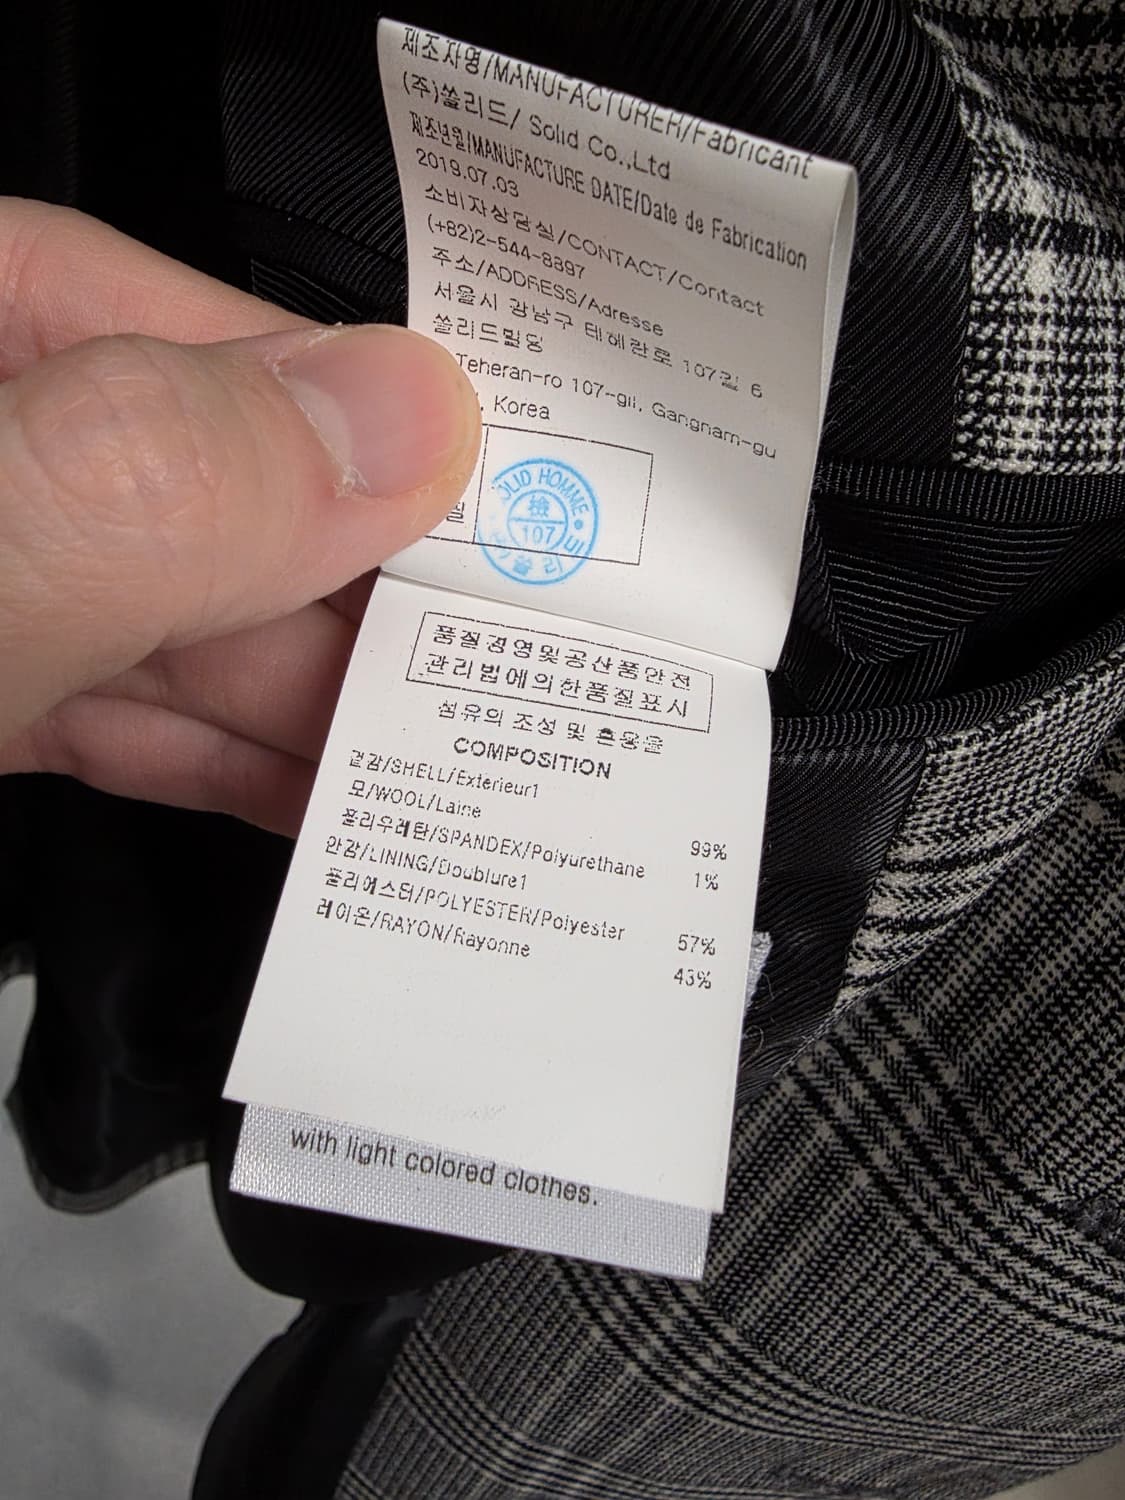 제조자명/MANUFACTURER/Fabricant
(주)쏠리드/ Solid Co.,Ltd
제조년월/MANUFACTURE DATE/Date de Fabrication
2019.07.03
소비자상담실/CONTACT/Contact
(+82)2-544-8897
주소/ADDRESS/Adresse
서울시 강남구 테헤란로 107길 6
쏠리드빌딩
Teheran-ro 107-gil, Gangnam-gu
, Korea
필
OLID HOMME
檢
107
품질경영및공산품안전
관리법에의한품질표시
섬유의 조성 및 혼용율
COMPOSITION
겉감/SHELL/Exterieur1
모/WOOL/Laine 99%
폴리우레탄/SPANDEX/Polyurethane 1%
안감/LINING/Doublure1
폴리에스터/POLYESTER/Polyester 57%
레이온/RAYON/Rayonne 43%
with light colored clothes.